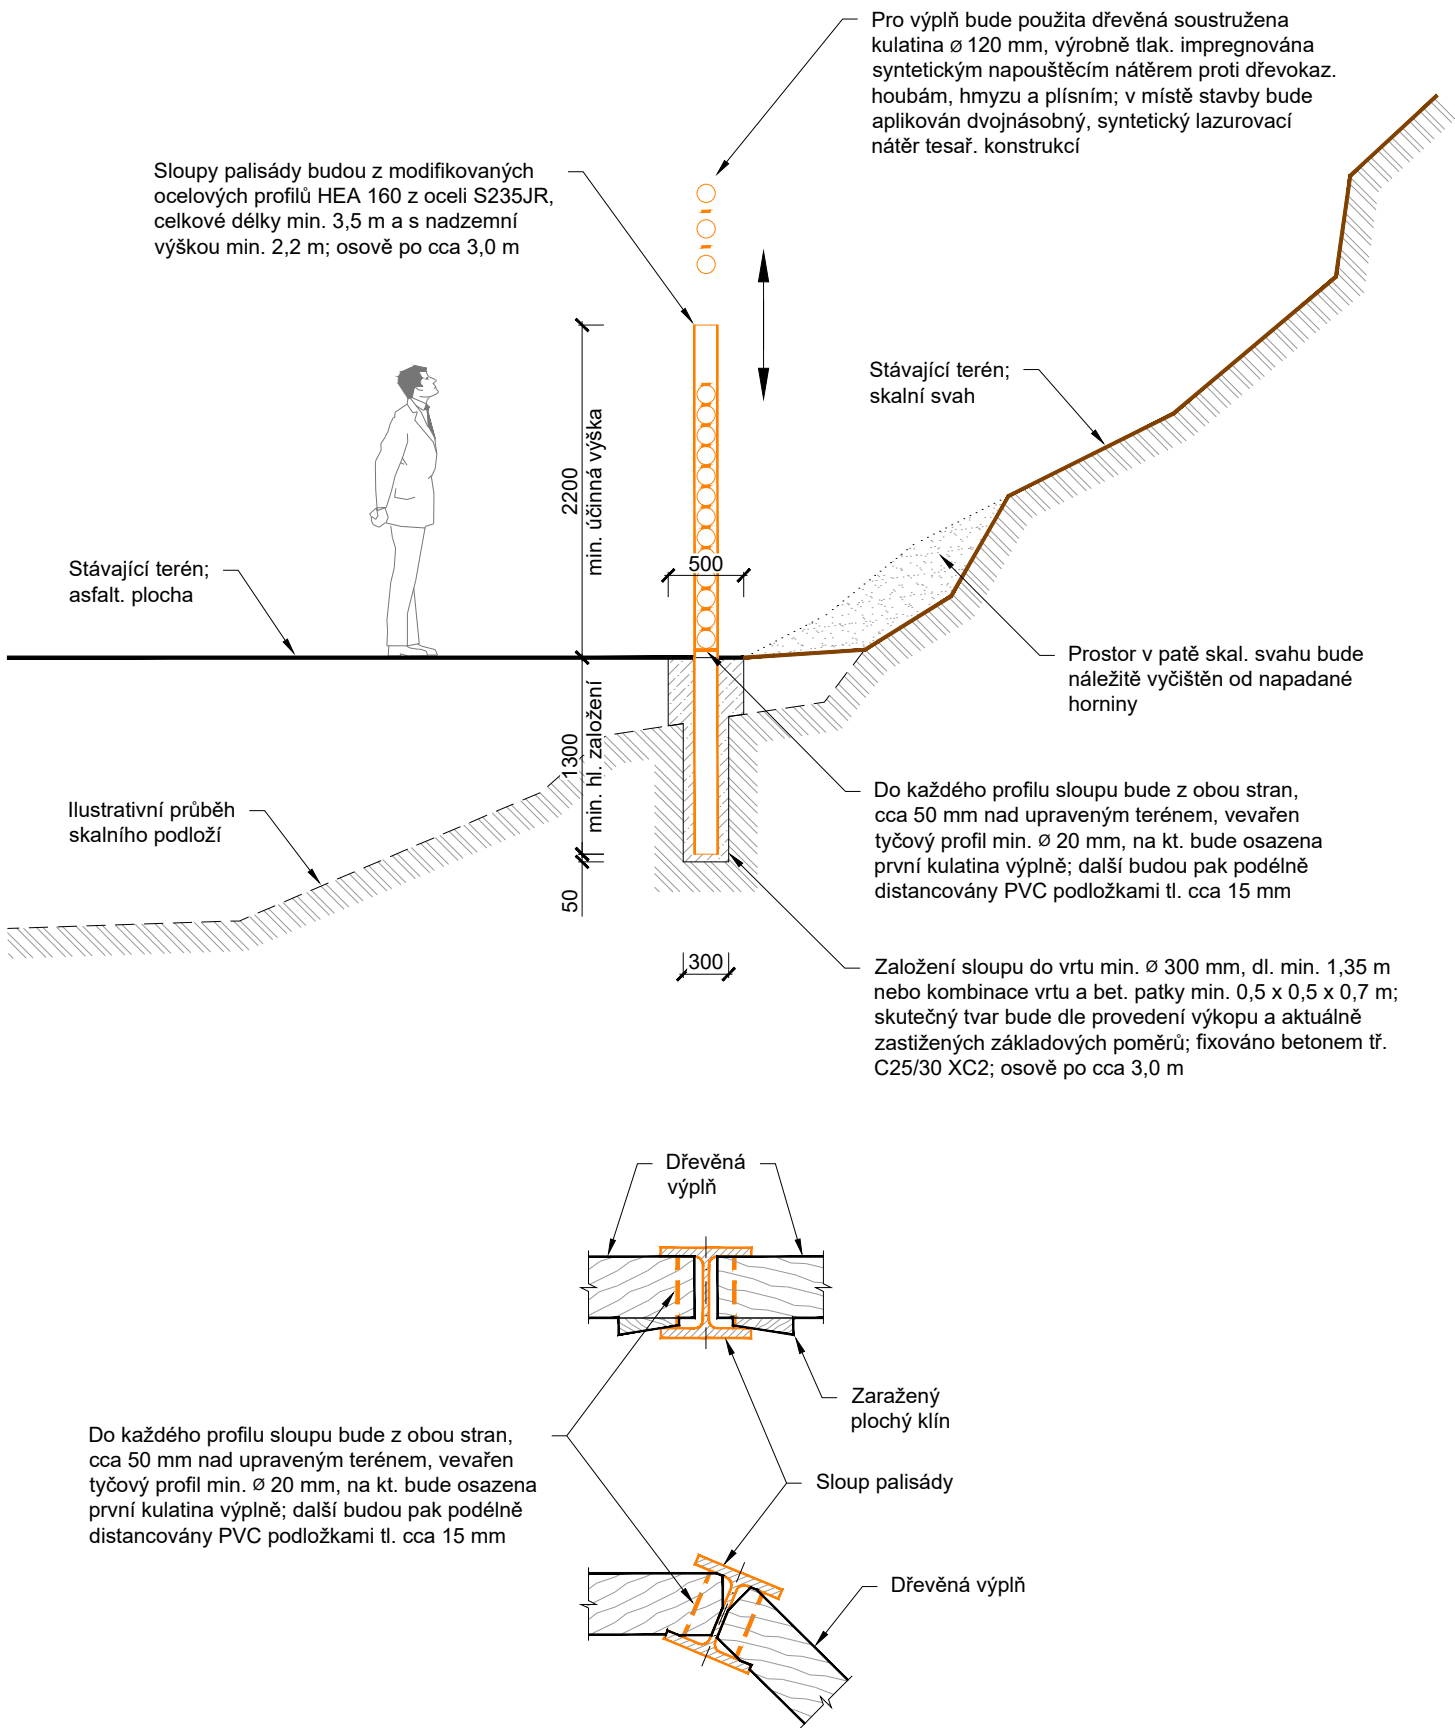 Pro výplň bude použita dřevěná soustružena
kulatina ø 120 mm, výrobně tlak. impregnována
syntetickým napouštěcím nátěrem proti dřevokaz.
houbám, hmyzu a plísním; v místě stavby bude
aplikován dvojnásobný, syntetický lazurovací
nátěr tesař. konstrukcí
Sloupy palisády budou z modifikovaných
ocelových profilů HEA 160 z oceli S235JR,
celkové délky min. 3,5 m a s nadzemní
výškou min. 2,2 m; osově po cca 3,0 m
Stávající terén;
skalní svah
2200
min. účinná výška
500
Stávající terén;
asfalt. plocha
Prostor v patě skal. svahu bude
náležitě vyčištěn od napadané
horniny
1300
min. hl. založení
Ilustrativní průběh
skalního podloží
Do každého profilu sloupu bude z obou stran,
cca 50 mm nad upraveným terénem, vevařen
tyčový profil min. ø 20 mm, na kt. bude osazena
první kulatina výplně; další budou pak podélně
distancovány PVC podložkami tl. cca 15 mm
50
300
Založení sloupu do vrtu min. ø 300 mm, dl. min. 1,35 m
nebo kombinace vrtu a bet. patky min. 0,5 x 0,5 x 0,7 m;
skutečný tvar bude dle provedení výkopu a aktuálně
zastižených základových poměrů; fixováno betonem tř.
C25/30 XC2; osově po cca 3,0 m
Dřevěná
výplň
Zaražený
plochý klín
Do každého profilu sloupu bude z obou stran,
cca 50 mm nad upraveným terénem, vevařen
tyčový profil min. ø 20 mm, na kt. bude osazena
první kulatina výplně; další budou pak podélně
distancovány PVC podložkami tl. cca 15 mm
Sloup palisády
Dřevěná výplň